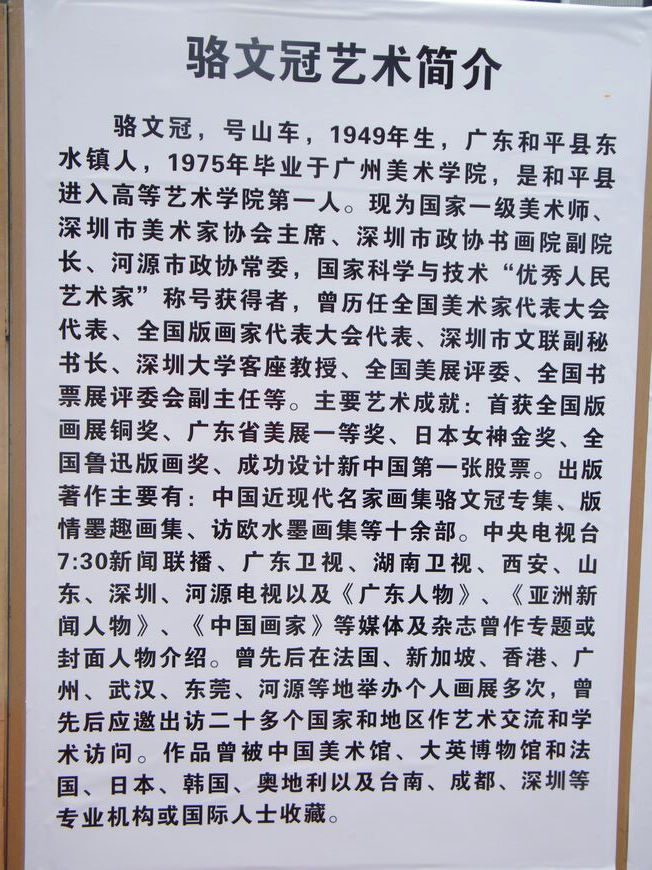 骆文冠艺术简介
骆文冠，号山车，1949年生，广东和平县东
水镇人，1975年毕业于广州美术学院，是和平县
进入高等艺术学院第一人。现为国家一级美术师、
深圳市美术家协会主席、深圳市政协书画院副院
长、河源市政协常委，国家科学与技术“优秀人民
艺术家”称号获得者，曾历任全国美术家代表大会
代表、全国版画家代表大会代表、深圳市文联副秘
书长、深圳大学客座教授、全国美展评委、全国书
票展评委会副主任等。主要艺术成就：首获全国版
画展铜奖、广东省美展一等奖、日本女神金奖、全
国鲁迅版画奖、成功设计新中国第一张股票。出版
著作主要有：中国近现代名家画集骆文冠专集、版
情墨趣画集、访欧水墨画集等十余部。中央电视台
7:30新闻联播、广东卫视、湖南卫视、西安、山
东、深圳、河源电视以及《广东人物》、《亚洲新
闻人物》、《中国画家》等媒体及杂志曾作专题或
封面人物介绍。曾先后在法国、新加坡、香港、广
州、武汉、东莞、河源等地举办个人画展多次，曾
先后应邀出访二十多个国家和地区作艺术交流和学
术访问。作品曾被中国美术馆、大英博物馆和法
国、日本、韩国、奥地利以及台南、成都、深圳等
专业机构或国际人士收藏。